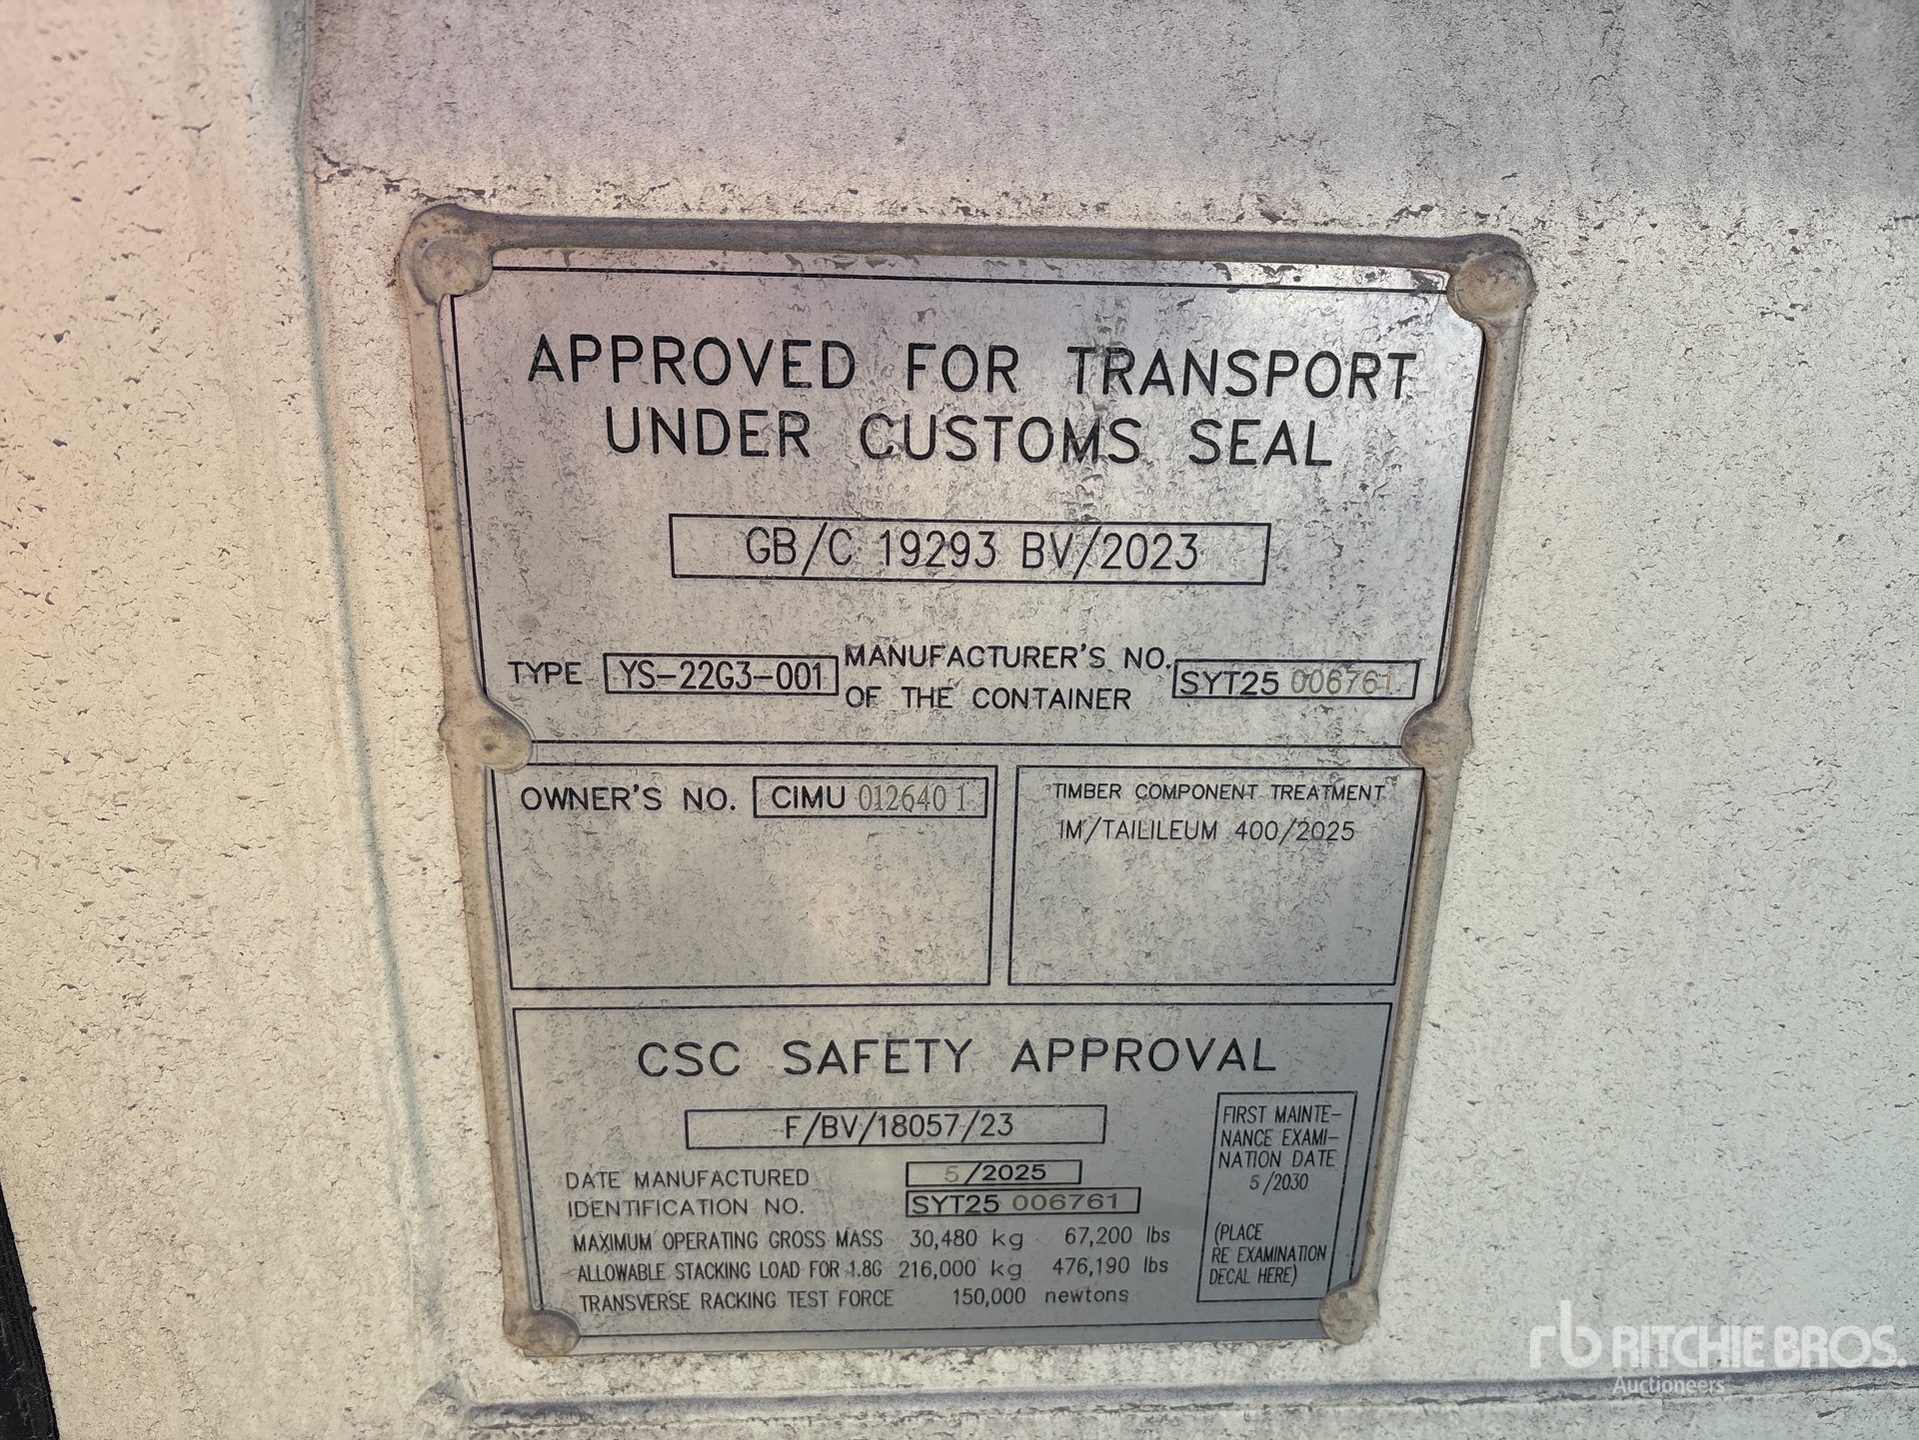 APPROVED FOR TRANSPORT
UNDER CUSTOMS SEAL
GB/C 19293 BV/2023
TYPE YS-22G3-001 MANUFACTURER'S NO. OF THE CONTAINER SYT25 006761
OWNER'S NO. CIMU 012640 1
TIMBER COMPONENT TREATMENT
IM/TAILILEUM 400/2025
CSC SAFETY APPROVAL
F/BV/18057/23
DATE MANUFACTURED 5/2025
IDENTIFICATION NO. SYT25 006761
MAXIMUM OPERATING GROSS MASS 30,480 kg 67,200 lbs
ALLOWABLE STACKING LOAD FOR 1.8G 216,000 kg 476,190 lbs
TRANSVERSE RACKING TEST FORCE 150,000 newtons
FIRST MAINTE-
NANCE EXAMI-
NATION DATE
5/2030
(PLACE
RE EXAMINATION
DECAL HERE)
rb RITCHIE BROS.
Auctioneers